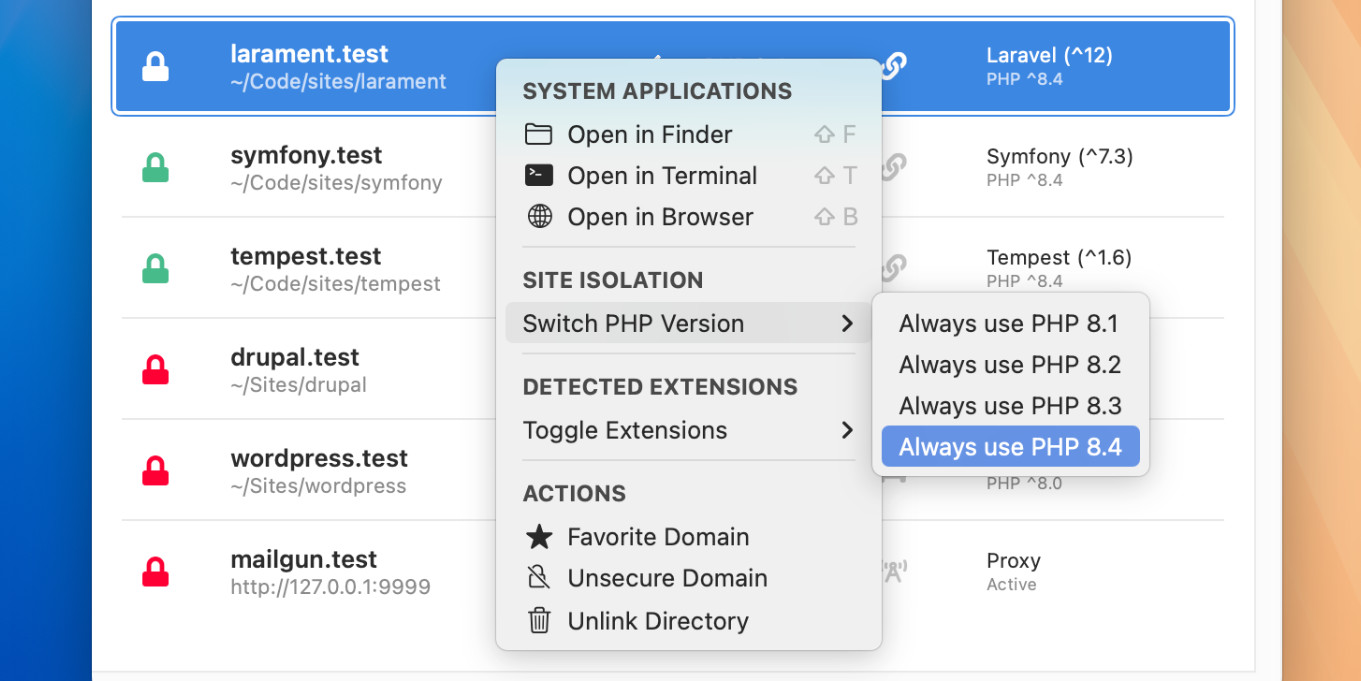 larament.test
~/Code/sites/larament
Laravel (^12)
PHP ^8.4
symfony.test
~/Code/sites/symfony
Symfony (^7.3)
PHP ^8.4
tempest.test
~/Code/sites/tempest
Tempest (^1.6)
PHP ^8.4
drupal.test
~/Sites/drupal
wordpress.test
~/Sites/wordpress
PHP ^8.0
mailgun.test
http://127.0.0.1:9999
Proxy
Active
SYSTEM APPLICATIONS
Open in Finder ⇧ F
Open in Terminal ⇧ T
Open in Browser ⇧ B
SITE ISOLATION
Switch PHP Version
DETECTED EXTENSIONS
Toggle Extensions
ACTIONS
Favorite Domain
Unsecure Domain
Unlink Directory
Always use PHP 8.1
Always use PHP 8.2
Always use PHP 8.3
Always use PHP 8.4